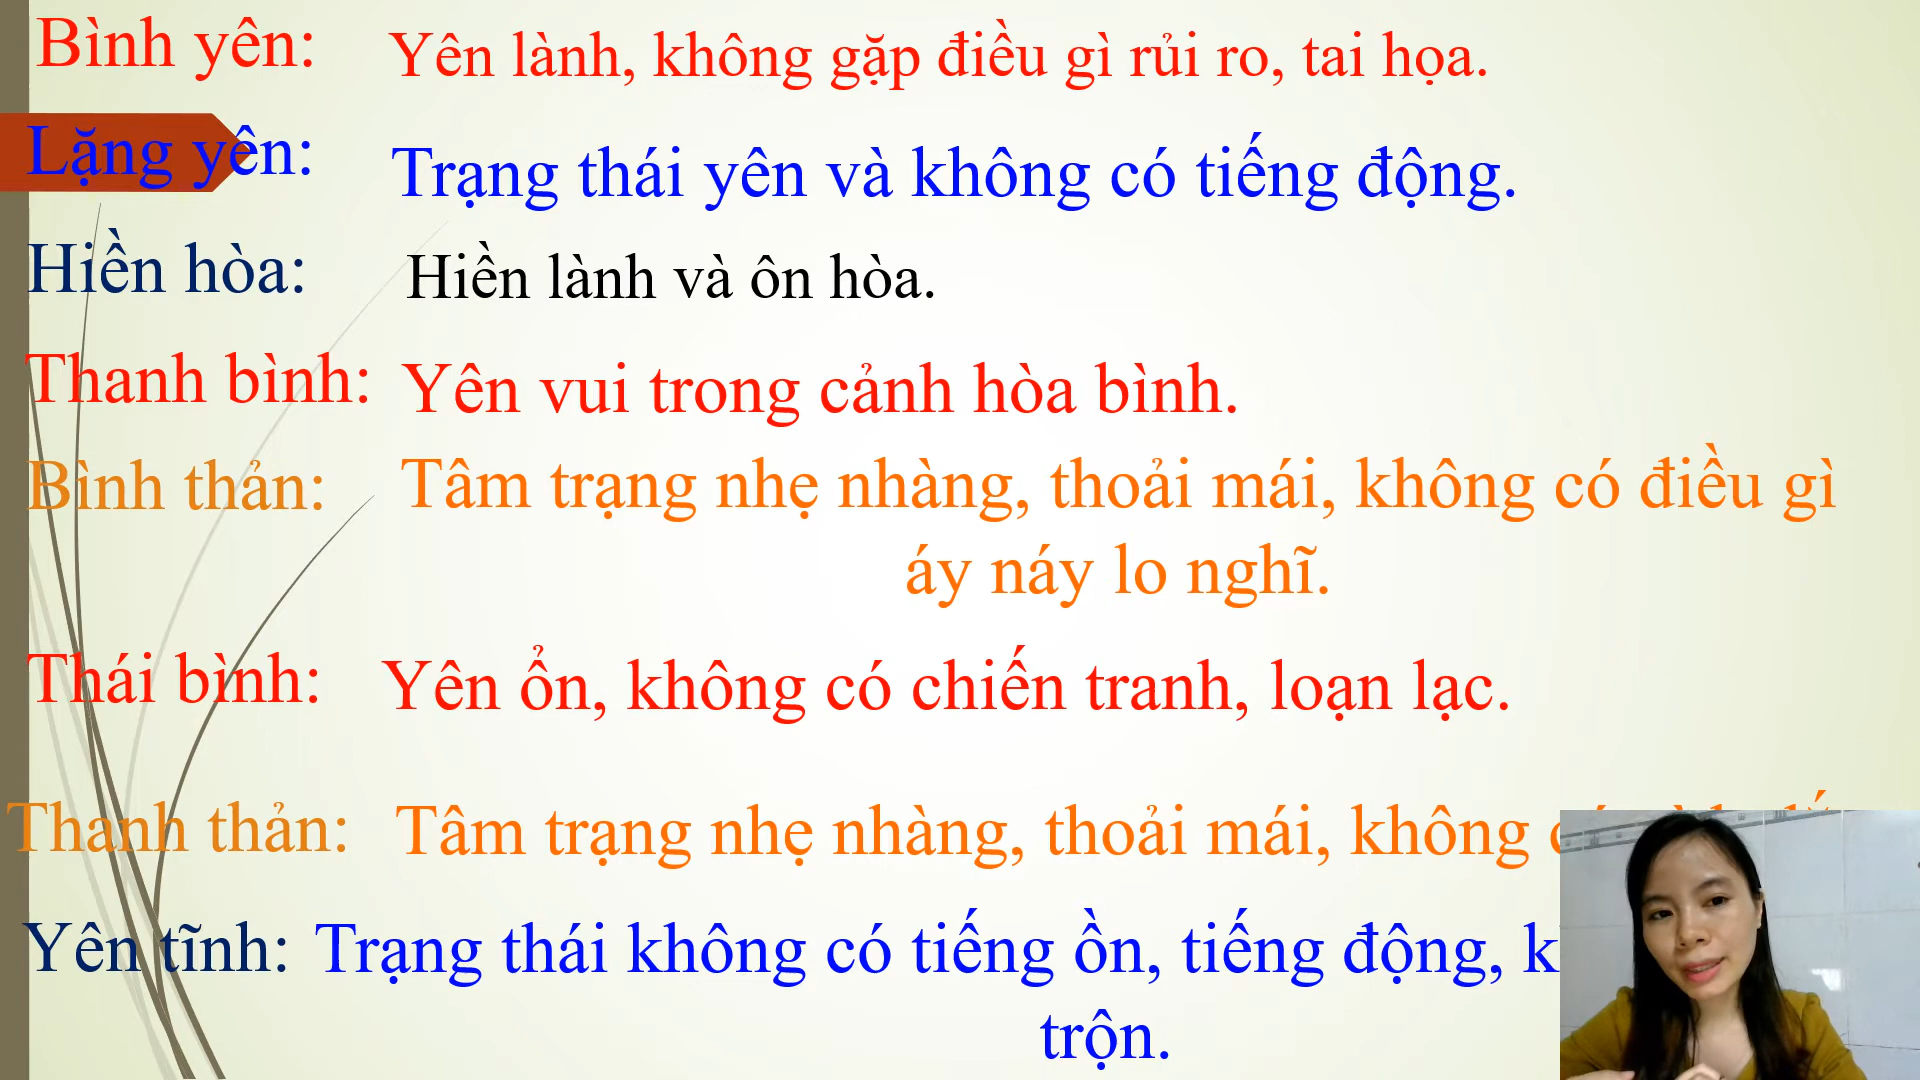 Bình yên: Yên lành, không gặp điều gì rủi ro, tai họa.
Lặng yên: Trạng thái yên và không có tiếng động.
Hiền hòa: Hiền lành và ôn hòa.
Thanh bình: Yên vui trong cảnh hòa bình.
Bình thản: Tâm trạng nhẹ nhàng, thoải mái, không có điều gì
áy náy lo nghĩ.
Thái bình: Yên ổn, không có chiến tranh, loạn lạc.
Thanh thản: Tâm trạng nhẹ nhàng, thoải mái, không
Yên tĩnh: Trạng thái không có tiếng ồn, tiếng động,
trộn.